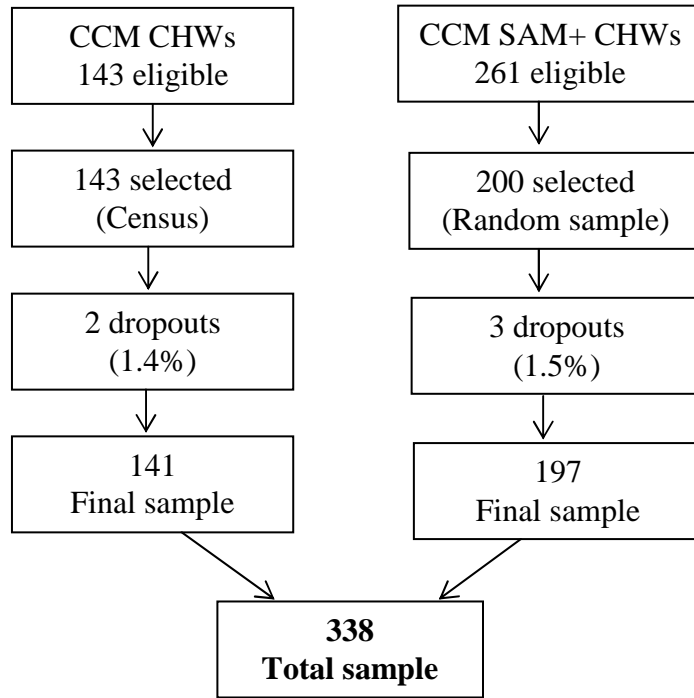 CCM CHWs
143 eligible
143 selected
(Census)
2 dropouts
(1.4%)
141
Final sample
CCM SAM+ CHWs
261 eligible
200 selected
(Random sample)
3 dropouts
(1.5%)
197
Final sample
338
Total sample